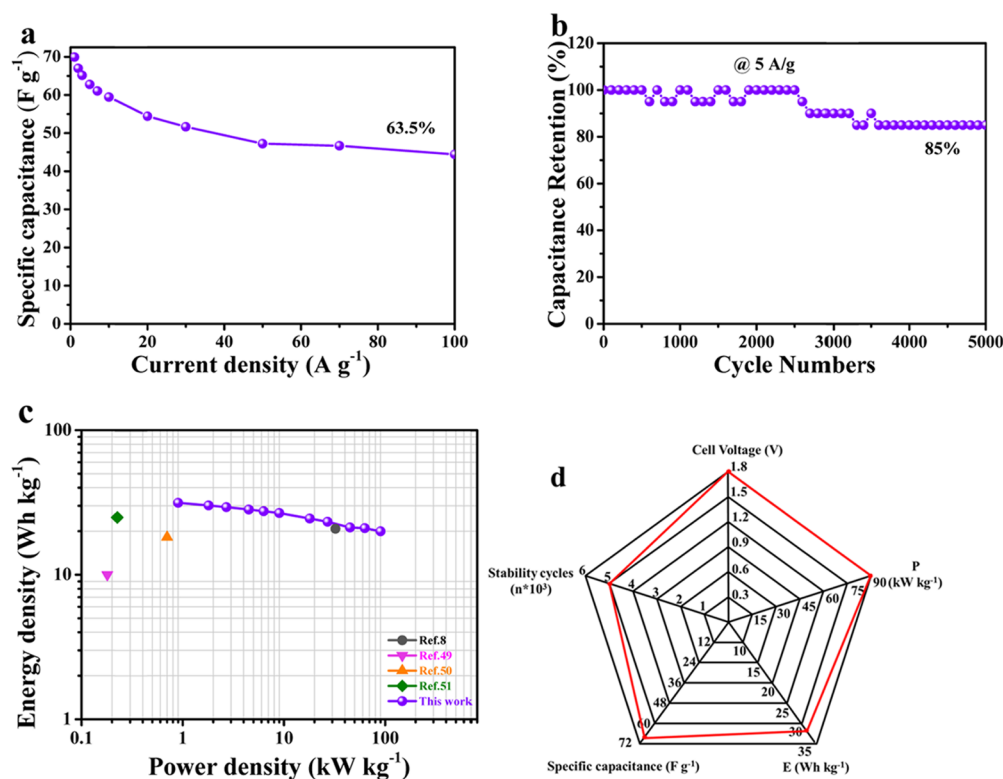 a
Specific capacitance (F g⁻¹)
70
60
50
40
30
20
10
0
63.5%
0 20 40 60 80 100
Current density (A g⁻¹)
b
Capacitance Retention (%)
120
100
80
60
40
20
0
@ 5 A/g
85%
0 1000 2000 3000 4000 5000
Cycle Numbers
c
Energy density (Wh kg⁻¹)
100
10
1
Ref.8
Ref.49
Ref.50
Ref.51
This work
0.1 1 10 100
Power density (kW kg⁻¹)
d
Cell Voltage (V)
1.8
1.5
1.2
0.9
0.6
0.3
P
90 (kW kg⁻¹)
75
60
45
30
15
Stability cycles
(n*10³)
6
5
4
3
2
1
12
24
36
48
60
72
Specific capacitance (F g⁻¹)
10
15
20
25
30
35
E (Wh kg⁻¹)